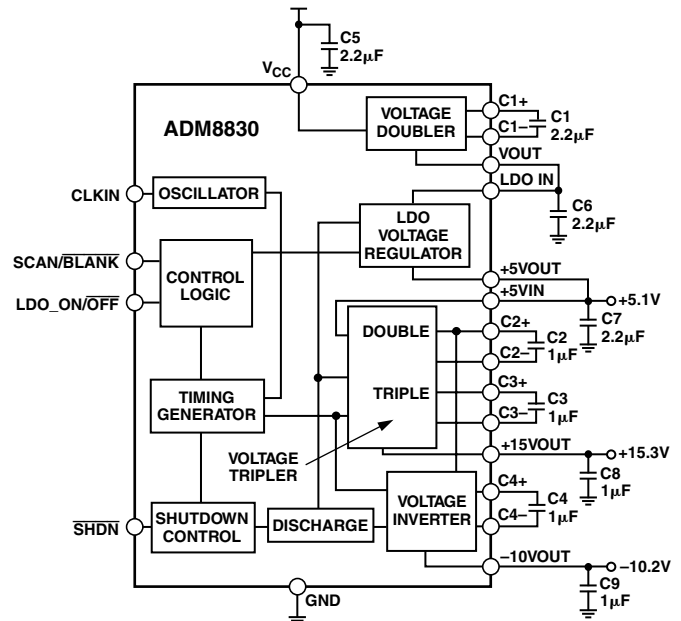 C5
2.2μF
VCC
ADM8830
VOLTAGE
DOUBLER
C1+
C1–
C1
2.2μF
VOUT
LDO IN
C6
2.2μF
CLKIN
OSCILLATOR
LDO
VOLTAGE
REGULATOR
SCAN/BLANK
LDO_ON/OFF
CONTROL
LOGIC
+5VOUT
+5VIN
+5.1V
C7
2.2μF
DOUBLE
TRIPLE
C2+
C2–
C2
1μF
C3+
C3–
C3
1μF
TIMING
GENERATOR
VOLTAGE
TRIPLER
+15VOUT
+15.3V
C8
1μF
SHDN
SHUTDOWN
CONTROL
DISCHARGE
VOLTAGE
INVERTER
C4+
C4–
C4
1μF
–10VOUT
–10.2V
C9
1μF
GND